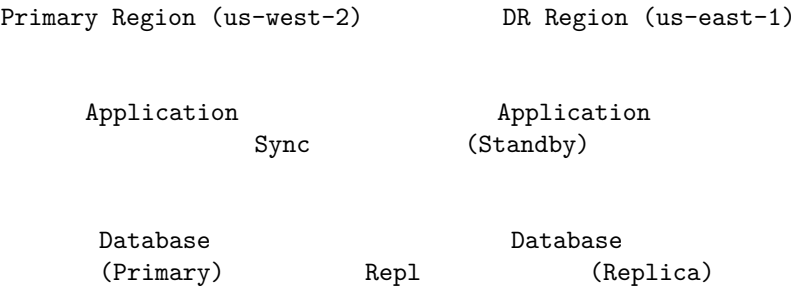 Primary Region (us-west-2) DR Region (us-east-1)
Application Application
Sync (Standby)
Database Database
(Primary) Repl (Replica)